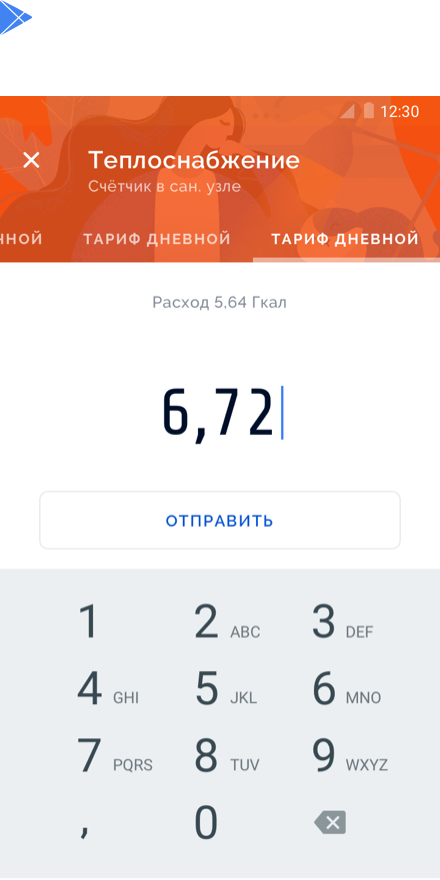 12:30
Теплоснабжение
Счётчик в сан. узле
ЧНОЙ ТАРИФ ДНЕВНОЙ ТАРИФ ДНЕВНОЙ
Расход 5,64 Гкал
6,72
ОТПРАВИТЬ
1 2 ABC 3 DEF
4 GHI 5 JKL 6 MNO
7 PQRS 8 TUV 9 WXYZ
, 0